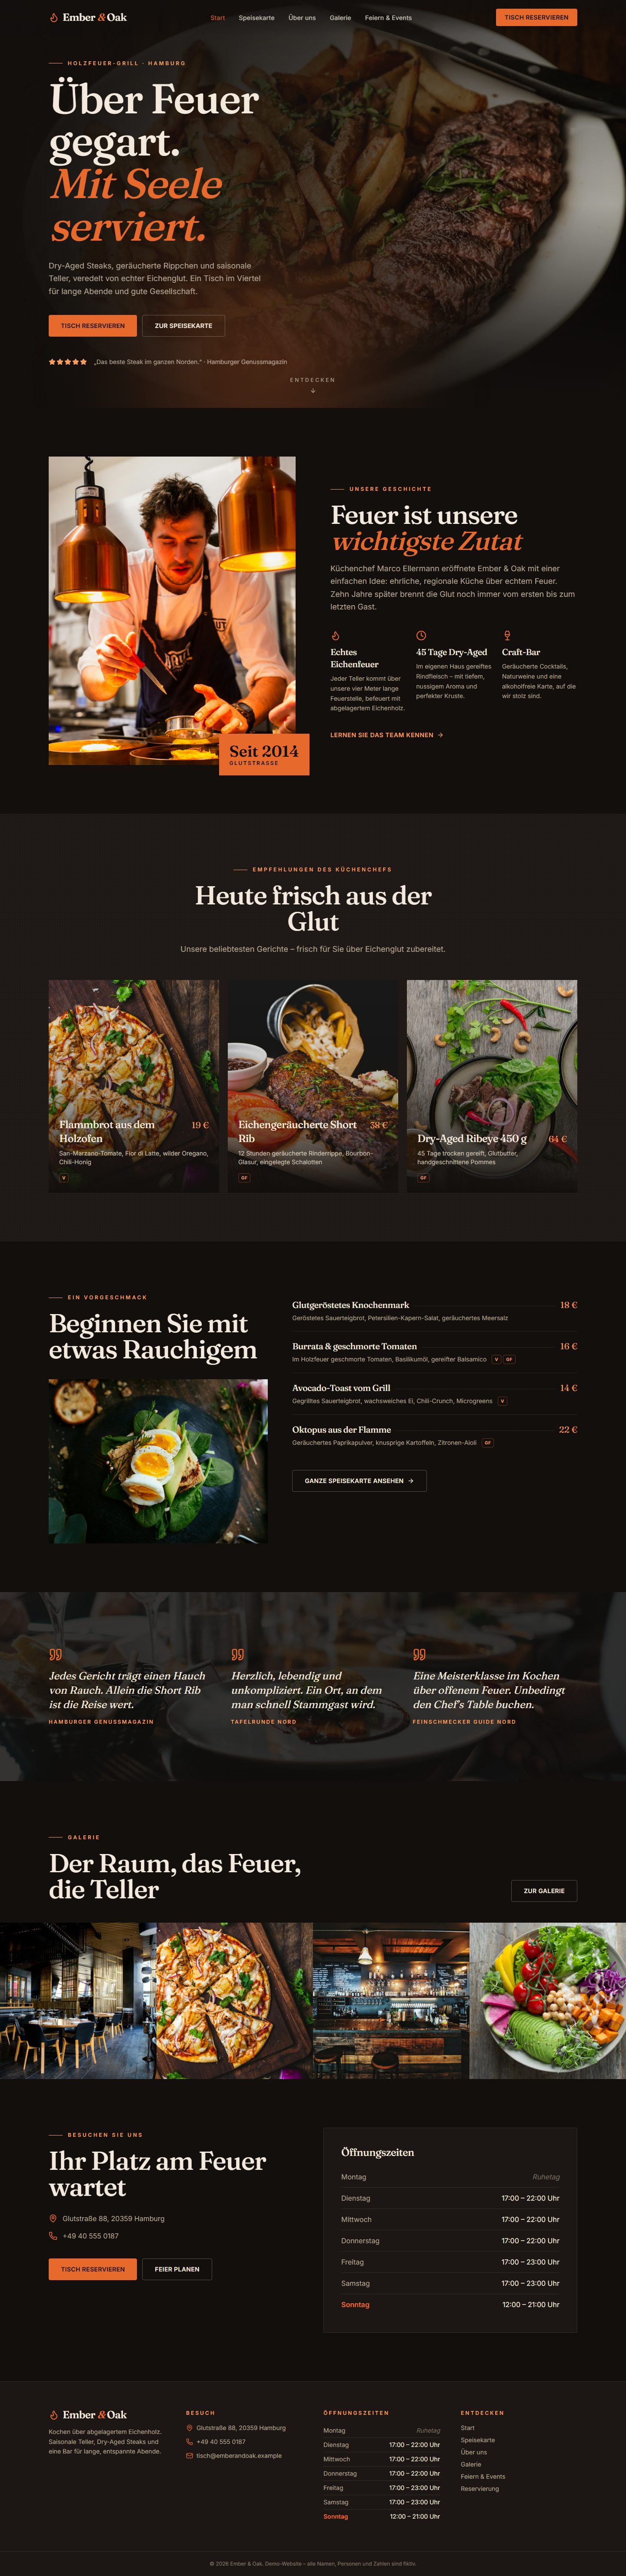 Ember & Oak
Start
Speisekarte
Über uns
Galerie
Feiern & Events
TISCH RESERVIEREN
HOLZFEUER-GRILL · HAMBURG
Über Feuer
gegart.
Mit Seele
serviert.
Dry-Aged Steaks, geräucherte Rippchen und saisonale
Teller, veredelt von echter Eichenglut. Ein Tisch im Viertel
für lange Abende und gute Gesellschaft.
TISCH RESERVIEREN
ZUR SPEISEKARTE
„Das beste Steak im ganzen Norden.“ · Hamburger Genussmagazin
ENTDECKEN
UNSERE GESCHICHTE
Feuer ist unsere
wichtigste Zutat
Küchenchef Marco Ellermann eröffnete Ember & Oak mit einer
einfachen Idee: ehrliche, regionale Küche über echtem Feuer.
Zehn Jahre später brennt die Glut noch immer vom ersten bis zum
letzten Gast.
Echtes
Eichenfeuer
Jeder Teller kommt über
unsere vier Meter lange
Feuerstelle, befeuert mit
abgelagertem Eichenholz.
45 Tage Dry-Aged
Im eigenen Haus gereiftes
Rindfleisch – mit tiefem,
nussigem Aroma und
perfekter Kruste.
Craft-Bar
Geräucherte Cocktails,
Naturweine und eine
alkoholfreie Karte, auf die
wir stolz sind.
LERNEN SIE DAS TEAM KENNEN
Seit 2014
GLUTSTRASSE
EMPFEHLUNGEN DES KÜCHENCHEFS
Heute frisch aus der
Glut
Unsere beliebtesten Gerichte – frisch für Sie über Eichenglut zubereitet.
Flammbrot aus dem
Holzofen
19 €
San-Marzano-Tomate, Fior di Latte, wilder Oregano,
Chili-Honig
V
Eichengeräucherte Short
Rib
38 €
12 Stunden geräucherte Rinderrippe, Bourbon-
Glasur, eingelegte Schalotten
GF
Dry-Aged Ribeye 450 g
64 €
45 Tage trocken gereift, Glutbutter,
handgeschnittene Pommes
GF
EIN VORGESCHMACK
Beginnen Sie mit
etwas Rauchigem
Glutgeröstetes Knochenmark
18 €
Geröstetes Sauerteigbrot, Petersilien-Kapern-Salat, geräuchertes Meersalz
Burrata & geschmorte Tomaten
16 €
Im Holzfeuer geschmorte Tomaten, Basilikumöl, gereifter Balsamico
V
GF
Avocado-Toast vom Grill
14 €
Gegrilltes Sauerteigbrot, wachsweiches Ei, Chili-Crunch, Microgreens
V
Oktopus aus der Flamme
22 €
Geräuchertes Paprikapulver, knusprige Kartoffeln, Zitronen-Aioli
GF
GANZE SPEISEKARTE ANSEHEN
Jedes Gericht trägt einen Hauch
von Rauch. Allein die Short Rib
ist die Reise wert.
HAMBURGER GENUSSMAGAZIN
Herzlich, lebendig und
unkompliziert. Ein Ort, an dem
man schnell Stammgast wird.
TAFELRUNDE NORD
Eine Meisterklasse im Kochen
über offenem Feuer. Unbedingt
den Chef's Table buchen.
FEINSCHMECKER GUIDE NORD
GALERIE
Der Raum, das Feuer,
die Teller
ZUR GALERIE
BESUCHEN SIE UNS
Ihr Platz am Feuer
wartet
Glutstraße 88, 20359 Hamburg
+49 40 555 0187
TISCH RESERVIEREN
FEIER PLANEN
Öffnungszeiten
Montag
Ruhetag
Dienstag
17:00 – 22:00 Uhr
Mittwoch
17:00 – 22:00 Uhr
Donnerstag
17:00 – 22:00 Uhr
Freitag
17:00 – 23:00 Uhr
Samstag
17:00 – 23:00 Uhr
Sonntag
12:00 – 21:00 Uhr
Ember & Oak
Kochen über abgelagertem Eichenholz.
Saisonale Teller, Dry-Aged Steaks und
eine Bar für lange, entspannte Abende.
BESUCH
Glutstraße 88, 20359 Hamburg
+49 40 555 0187
tisch@emberandoak.example
ÖFFNUNGSZEITEN
Montag
Ruhetag
Dienstag
17:00 – 22:00 Uhr
Mittwoch
17:00 – 22:00 Uhr
Donnerstag
17:00 – 22:00 Uhr
Freitag
17:00 – 23:00 Uhr
Samstag
17:00 – 23:00 Uhr
Sonntag
12:00 – 21:00 Uhr
ENTDECKEN
Start
Speisekarte
Über uns
Galerie
Feiern & Events
Reservierung
© 2026 Ember & Oak. Demo-Website – alle Namen, Personen und Zahlen sind fiktiv.